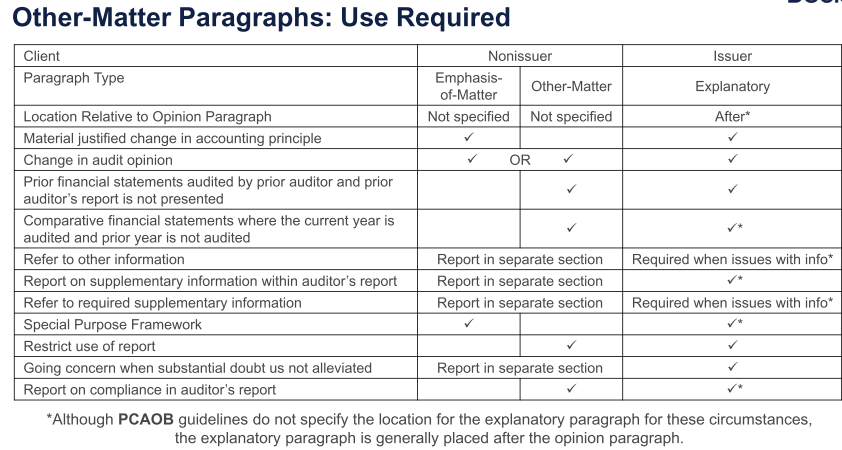 Other-Matter Paragraphs: Use Required
Client Nonissuer Issuer
Paragraph Type Emphasis-of-Matter Other-Matter Explanatory
Location Relative to Opinion Paragraph Not specified Not specified After*
Material justified change in accounting principle ✓ ✓
Change in audit opinion ✓ OR ✓ ✓
Prior financial statements audited by prior auditor and prior
auditor's report is not presented ✓ ✓
Comparative financial statements where the current year is
audited and prior year is not audited ✓ ✓*
Refer to other information Report in separate section Required when issues with info*
Report on supplementary information within auditor's report Report in separate section ✓*
Refer to required supplementary information Report in separate section Required when issues with info*
Special Purpose Framework ✓ ✓*
Restrict use of report ✓ ✓
Going concern when substantial doubt us not alleviated Report in separate section ✓
Report on compliance in auditor's report ✓ ✓*
*Although PCAOB guidelines do not specify the location for the explanatory paragraph for these circumstances,
the explanatory paragraph is generally placed after the opinion paragraph.